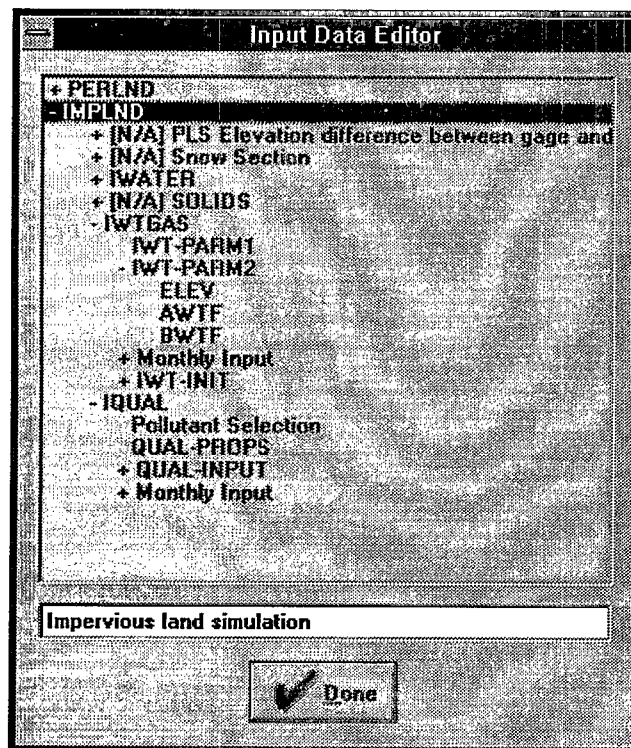 Input Data Editor
+ PERLND
- IMPLND
+ [N/A] PLS Elevation difference between gage and
+ [N/A] Snow Section
+ IWATER
+ [N/A] SOLIDS
- IWTGAS
IWT-PARM1
- IWT-PARM2
ELEV
AWTF
BWTF
+ Monthly Input
+ IWT-INIT
- IQUAL
Pollutant Selection
QUAL-PROPS
+ QUAL-INPUT
+ Monthly Input
Impervious land simulation
Done